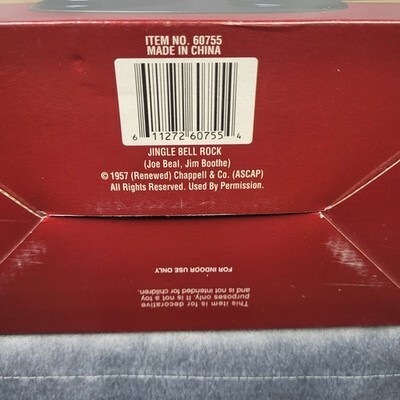 ITEM NO. 60755
MADE IN CHINA
6 11272 60755 4
JINGLE BELL ROCK
(Joe Beal, Jim Boothe)
© 1957 (Renewed) Chappell & Co. (ASCAP)
All Rights Reserved. Used By Permission.
This item is for decorative
purposes only. It is not a toy
and is not intended for children.
FOR INDOOR USE ONLY